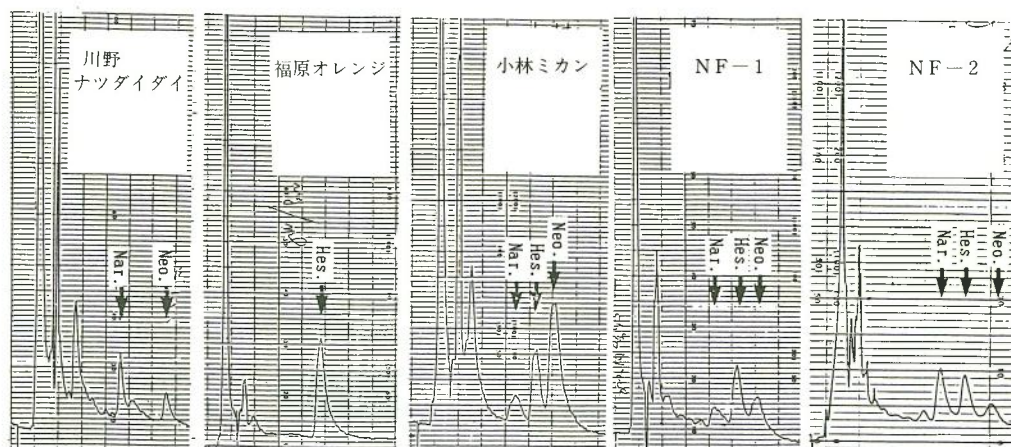 川野
ナツダイダイ
Nar.
Neo.
福原オレンジ
Hes.
小林ミカン
Nar.
Hes.
Neo.
NF-1
Nar.
Hes.
Neo.
NF-2
Nar.
Hes.
Neo.